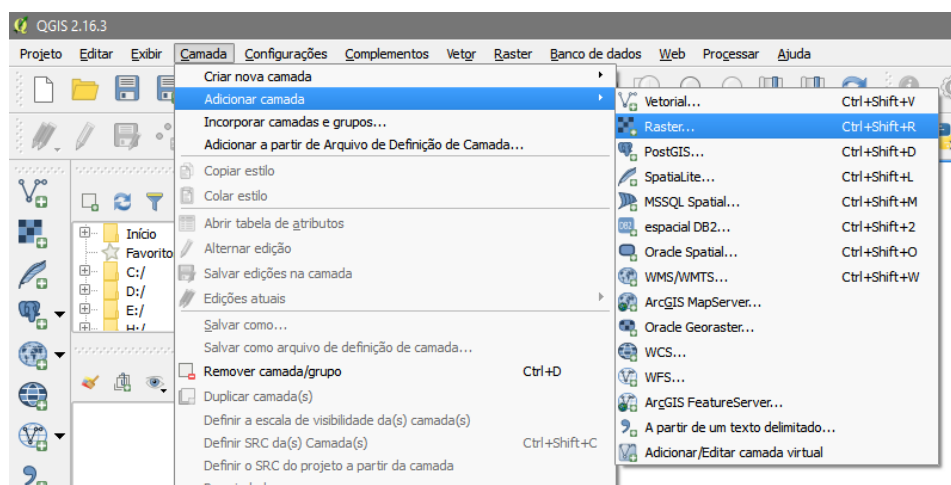 QGIS 2.16.3
Projeto Editar Exibir Camada Configurações Complementos Vetor Raster Banco de dados Web Processar Ajuda
Criar nova camada
Adicionar camada
Incorporar camadas e grupos...
Adicionar a partir de Arquivo de Definição de Camada...
Copiar estilo
Colar estilo
Abrir tabela de atributos
Alternar edição
Salvar edições na camada
Edições atuais
Salvar como...
Salvar como arquivo de definição de camada...
Remover camada/grupo Ctrl+D
Duplicar camada(s)
Definir a escala de visibilidade da(s) camada(s)
Definir SRC da(s) Camada(s) Ctrl+Shift+C
Definir o SRC do projeto a partir da camada
Vetorial... Ctrl+Shift+V
Raster... Ctrl+Shift+R
PostGIS... Ctrl+Shift+D
SpatiaLite... Ctrl+Shift+L
MSSQL Spatial... Ctrl+Shift+M
espacial DB2... Ctrl+Shift+2
Oracle Spatial... Ctrl+Shift+O
WMS/WMTS... Ctrl+Shift+W
ArcGIS MapServer...
Oracle Georaster...
WCS...
WFS...
ArcGIS FeatureServer...
A partir de um texto delimitado...
Adicionar/Editar camada virtual
Início
Favorito
C:/
D:/
E:/
H:/